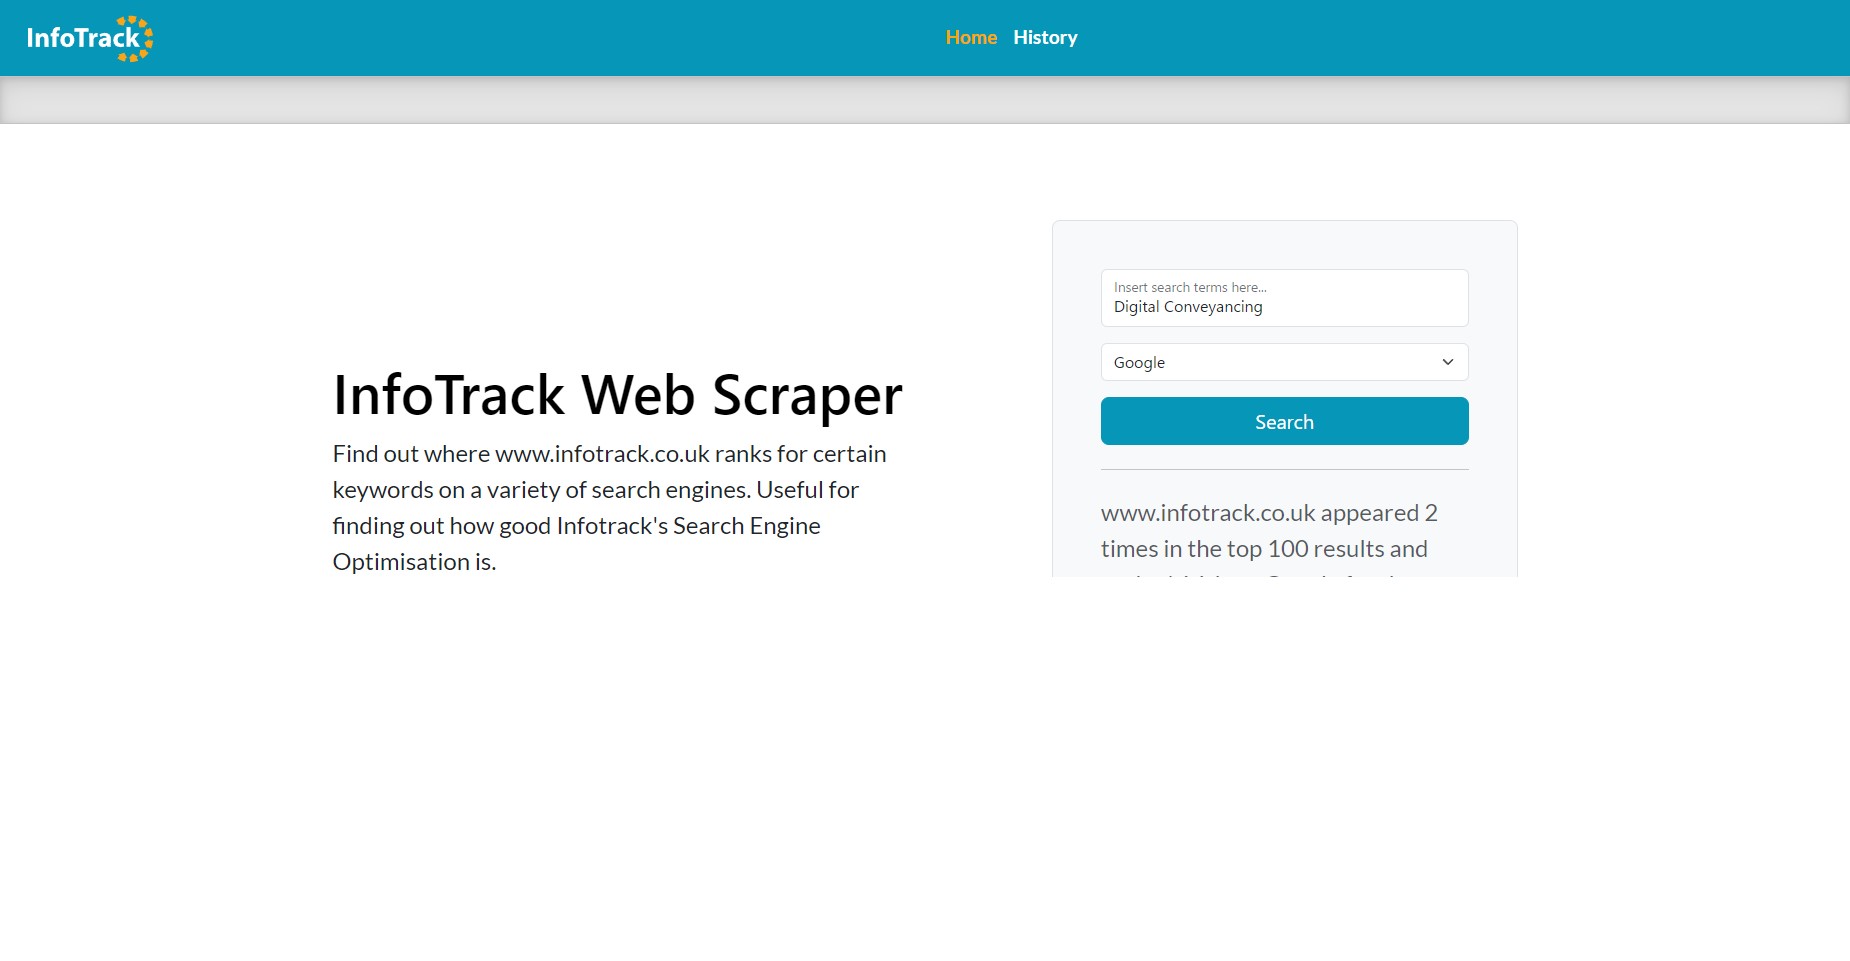 InfoTrack
Home
History
InfoTrack Web Scraper
Find out where www.infotrack.co.uk ranks for certain
keywords on a variety of search engines. Useful for
finding out how good Infotrack's Search Engine
Optimisation is.
Insert search terms here...
Digital Conveyancing
Google
Search
www.infotrack.co.uk appeared 2
times in the top 100 results and